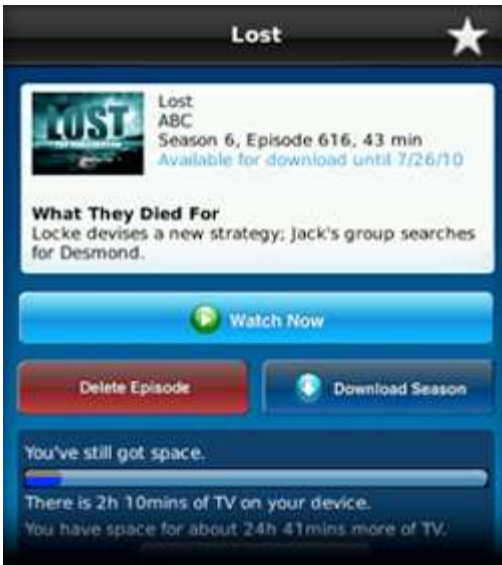 Lost
LOST
Lost
ABC
Season 6, Episode 616, 43 min
Available for download until 7/26/10
What They Died For
Locke devises a new strategy; Jack's group searches
for Desmond.
Watch Now
Delete Episode
Download Season
You've still got space.
There is 2h 10mins of TV on your device.
You have space for about 24h 41mins more of TV.